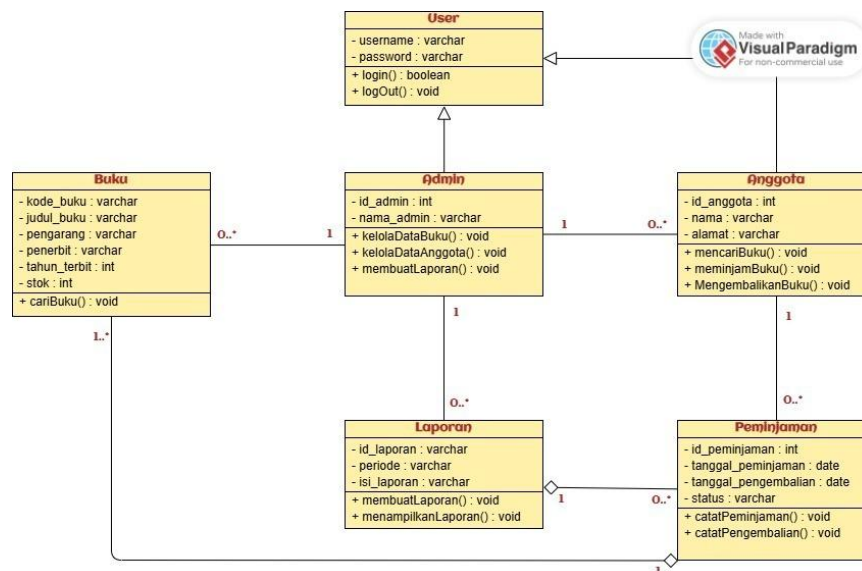 User
- username : varchar
- password : varchar
+ login() : boolean
+ logOut() : void
Made with
VisualParadigm
For non-commercial use
Buku
- kode_buku : varchar
- judul_buku : varchar
- pengarang : varchar
- penerbit : varchar
- tahun_terbit : int
- stok : int
+ cariBuku() : void
0..*
1
Admin
- id_admin : int
- nama_admin : varchar
+ kelolaDataBuku() : void
+ kelolaDataAnggota() : void
+ membuatLaporan() : void
1
0..*
Anggota
- id_anggota : int
- nama : varchar
- alamat : varchar
+ mencariBuku() : void
+ meminjamBuku() : void
+ MengembalikanBuku() : void
1..*
1
1
0..*
0..*
Laporan
- id_laporan : varchar
- periode : varchar
- isi_laporan : varchar
+ membuatLaporan() : void
+ menampilkanLaporan() : void
1
0..*
Peminjaman
- id_peminjaman : int
- tanggal_peminjaman : date
- tanggal_pengembalian : date
- status : varchar
+ catatPeminjaman() : void
+ catatPengembalian() : void
1